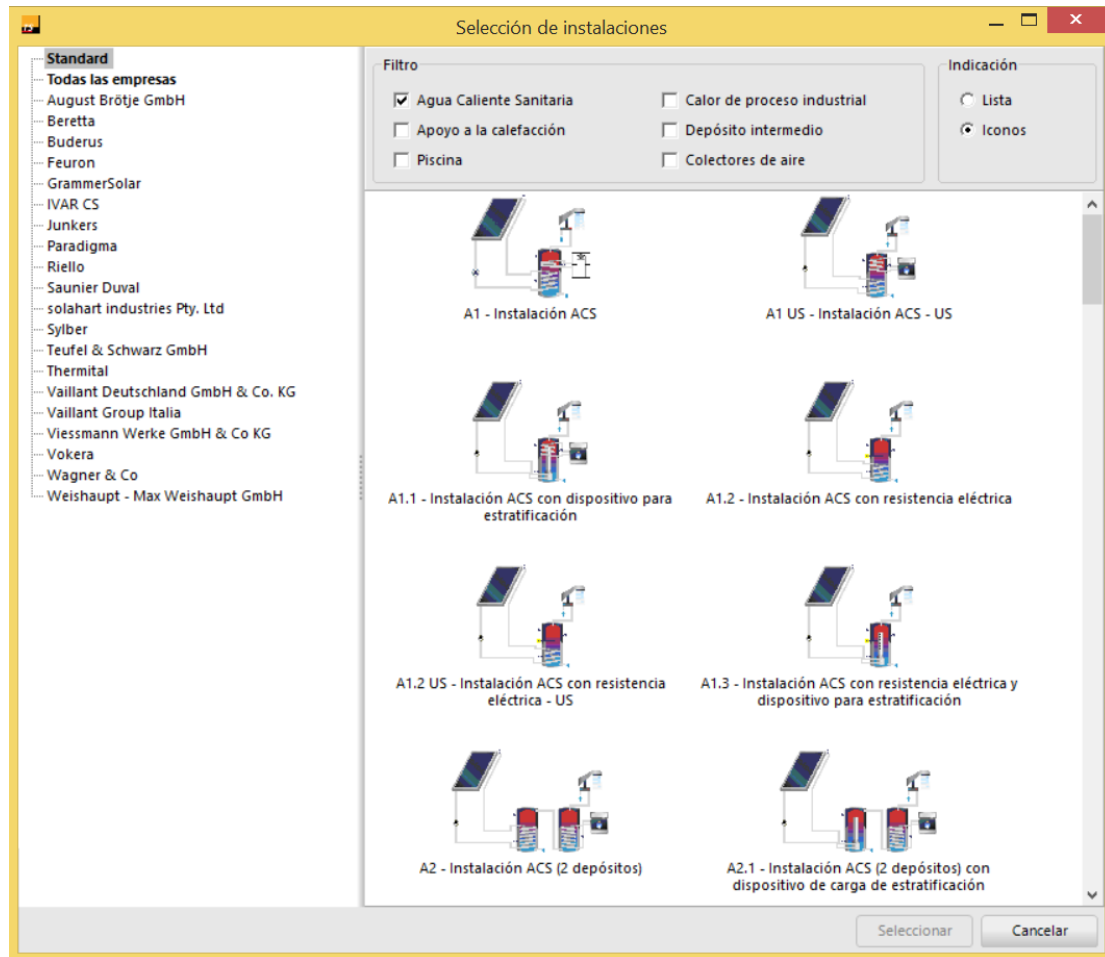 Selección de instalaciones
Standard
Todas las empresas
August Brötje GmbH
Beretta
Buderus
Feuron
GrammerSolar
IVAR CS
Junkers
Paradigma
Riello
Saunier Duval
solahart industries Pty. Ltd
Sylber
Teufel & Schwarz GmbH
Thermital
Vaillant Deutschland GmbH & Co. KG
Vaillant Group Italia
Viessmann Werke GmbH & Co KG
Vokera
Wagner & Co
Weishaupt - Max Weishaupt GmbH
Filtro
Agua Caliente Sanitaria
Calor de proceso industrial
Apoyo a la calefacción
Depósito intermedio
Piscina
Colectores de aire
Indicación
Lista
Iconos
A1 - Instalación ACS
A1 US - Instalación ACS - US
A1.1 - Instalación ACS con dispositivo para
estratificación
A1.2 - Instalación ACS con resistencia eléctrica
A1.2 US - Instalación ACS con resistencia
eléctrica - US
A1.3 - Instalación ACS con resistencia eléctrica y
dispositivo para estratificación
A2 - Instalación ACS (2 depósitos)
A2.1 - Instalación ACS (2 depósitos) con
dispositivo de carga de estratificación
Seleccionar
Cancelar